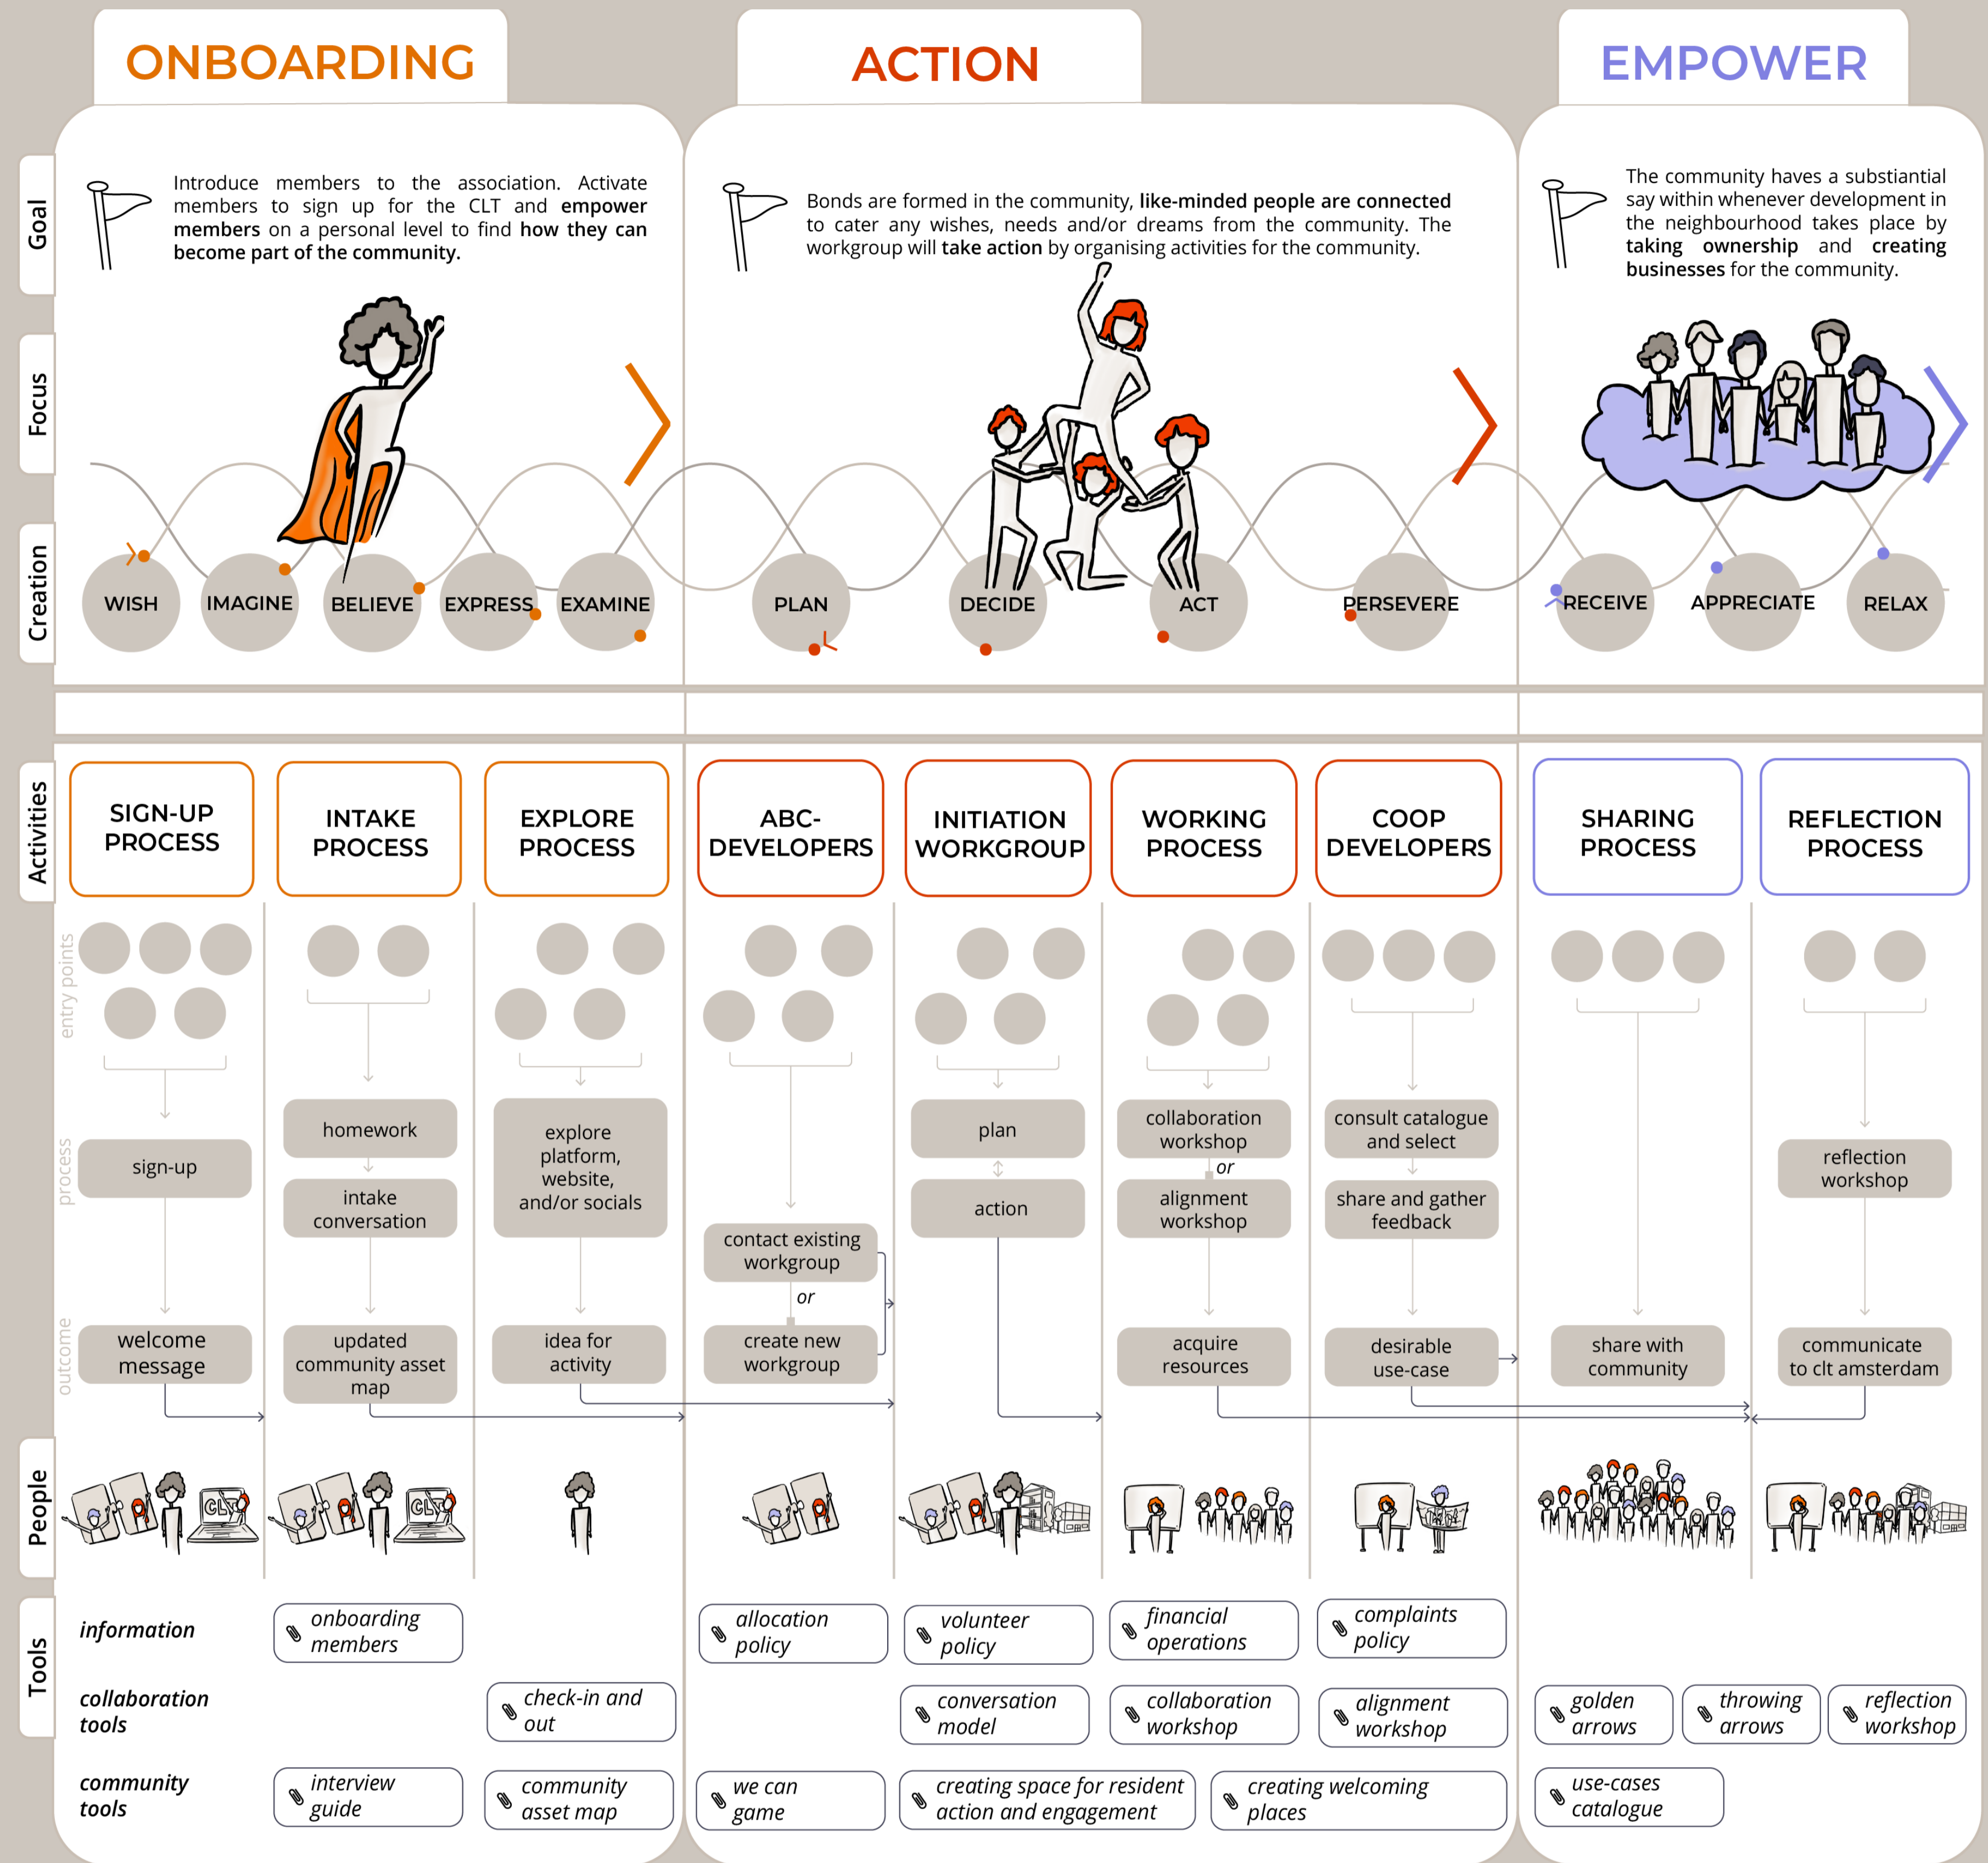 ONBOARDING
ACTION
EMPOWER
Goal
Introduce members to the association. Activate
members to sign up for the CLT and empower
members on a personal level to find how they can
become part of the community.
Bonds are formed in the community, like-minded people are connected
to cater any wishes, needs and/or dreams from the community. The
workgroup will take action by organising activities for the community.
The community haves a substantial
say within whenever development in
the neighbourhood takes place by
taking ownership and creating
businesses for the community.
Focus
Creation
WISH
IMAGINE
BELIEVE
EXPRESS
EXAMINE
PLAN
DECIDE
ACT
PERSEVERE
RECEIVE
APPRECIATE
RELAX
Activities
SIGN-UP
PROCESS
INTAKE
PROCESS
EXPLORE
PROCESS
ABC-
DEVELOPERS
INITIATION
WORKGROUP
WORKING
PROCESS
COOP
DEVELOPERS
SHARING
PROCESS
REFLECTION
PROCESS
entry points
process
sign-up
homework
intake
conversation
explore
platform,
website,
and/or socials
contact existing
workgroup
or
plan
action
collaboration
workshop
or
alignment
workshop
consult catalogue
and select
share and gather
feedback
reflection
workshop
outcome
welcome
message
updated
community asset
map
idea for
activity
create new
workgroup
acquire
resources
desirable
use-case
share with
community
communicate
to clt amsterdam
People
CLT
CLT
Tools
information
onboarding
members
allocation
policy
volunteer
policy
financial
operations
complaints
policy
collaboration
tools
check-in and
out
conversation
model
collaboration
workshop
alignment
workshop
golden
arrows
throwing
arrows
reflection
workshop
community
tools
interview
guide
community
asset map
we can
game
creating space for resident
action and engagement
creating welcoming
places
use-cases
catalogue